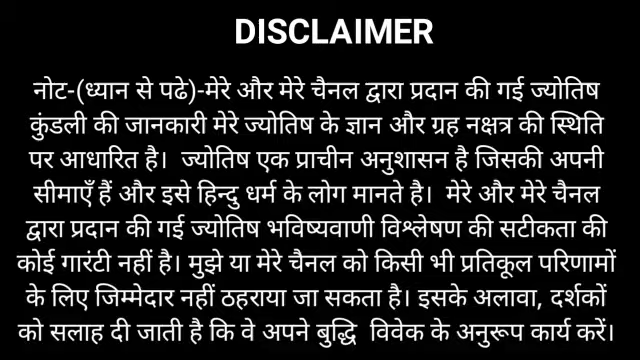 DISCLAIMER
नोट-(ध्यान से पढे)-मेरे और मेरे चैनल द्वारा प्रदान की गई ज्योतिष
कुंडली की जानकारी मेरे ज्योतिष के ज्ञान और ग्रह नक्षत्र की स्थिति
पर आधारित है। ज्योतिष एक प्राचीन अनुशासन है जिसकी अपनी
सीमाएँ हैं और इसे हिन्दु धर्म के लोग मानते है। मेरे और मेरे चैनल
द्वारा प्रदान की गई ज्योतिष भविष्यवाणी विश्लेषण की सटीकता की
कोई गारंटी नहीं है। मुझे या मेरे चैनल को किसी भी प्रतिकूल परिणामों
के लिए जिम्मेदार नहीं ठहराया जा सकता है। इसके अलावा, दर्शकों
को सलाह दी जाती है कि वे अपने बुद्धि विवेक के अनुरूप कार्य करें।